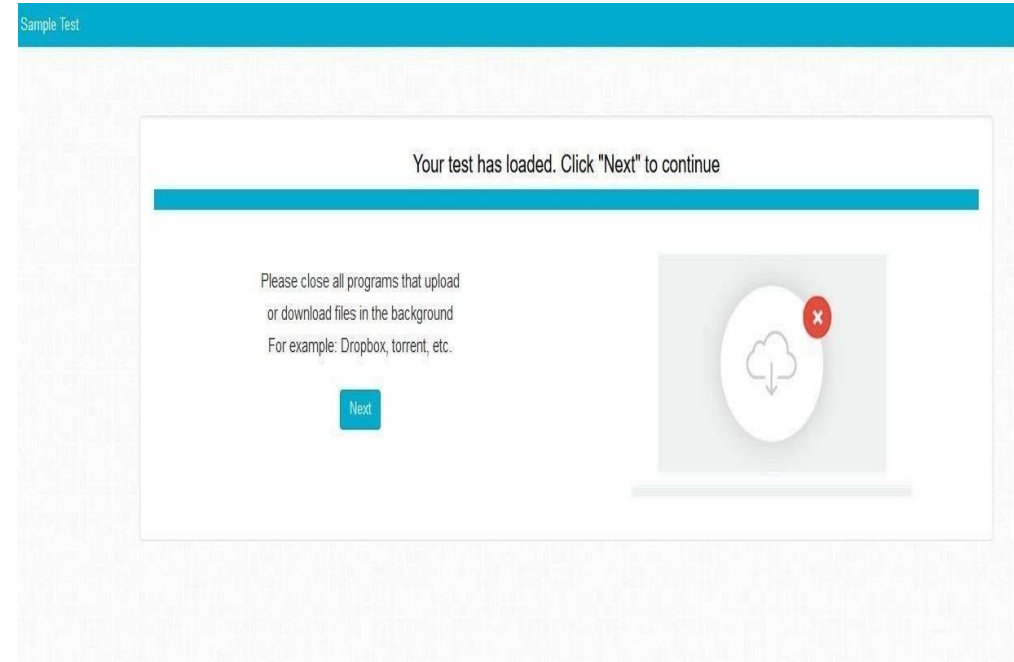 Sample Test
Your test has loaded. Click "Next" to continue
Please close all programs that upload
or download files in the background
For example: Dropbox, torrent, etc.
Next